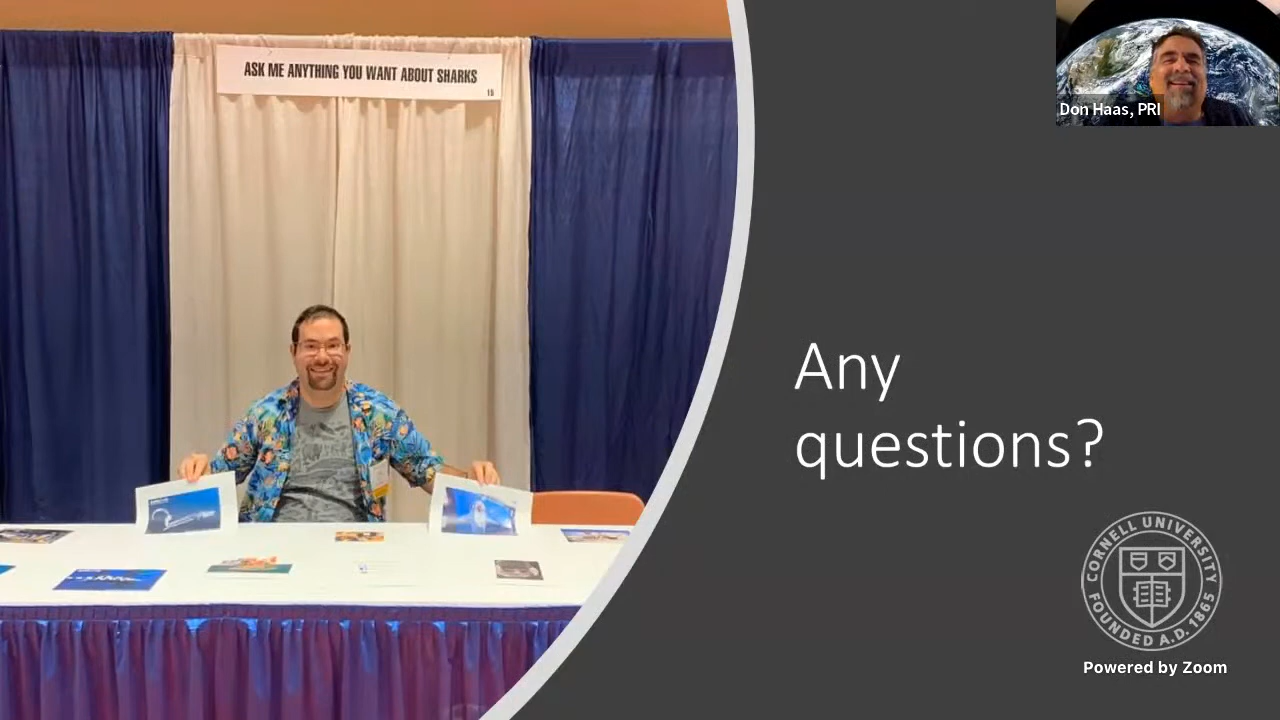 ASK ME ANYTHING YOU WANT ABOUT SHARKS
15
Don Haas, PRI
Any
questions?
CORNELL UNIVERSITY
FOUNDED A.D. 1865
Powered by Zoom